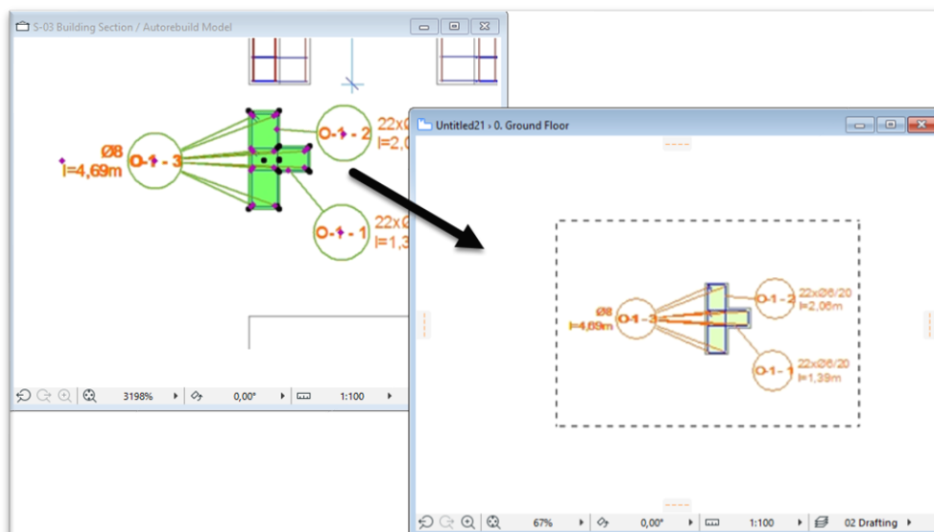 S-03 Building Section / Autorebuild Model
O-1 - 2
22xØ
l=2,0
Ø8
l=4,69m
O-1 - 3
O-1 - 1
22xØ
l=1,3
3198%
0,00°
1:100
Untitled21 › 0. Ground Floor
O-1 - 2
22xØ6/20
l=2,06m
Ø8
l=4,69m
O-1 - 3
O-1 - 1
22xØ6/20
l=1,39m
67%
0,00°
1:100
02 Drafting